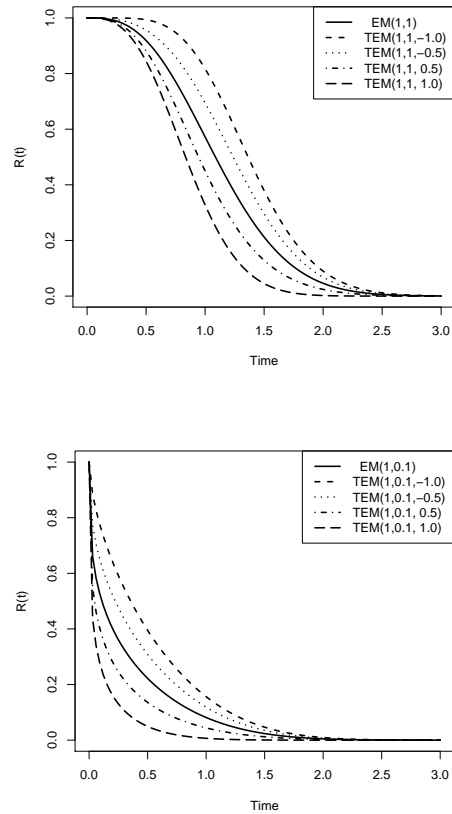 EM(1,1)
TEM(1,1,−1.0)
TEM(1,1,−0.5)
TEM(1,1, 0.5)
TEM(1,1, 1.0)
R(t)
1.0
0.8
0.6
0.4
0.2
0.0
0.0 0.5 1.0 1.5 2.0 2.5 3.0
Time
EM(1,0.1)
TEM(1,0.1,−1.0)
TEM(1,0.1,−0.5)
TEM(1,0.1, 0.5)
TEM(1,0.1, 1.0)
R(t)
1.0
0.8
0.6
0.4
0.2
0.0
0.0 0.5 1.0 1.5 2.0 2.5 3.0
Time